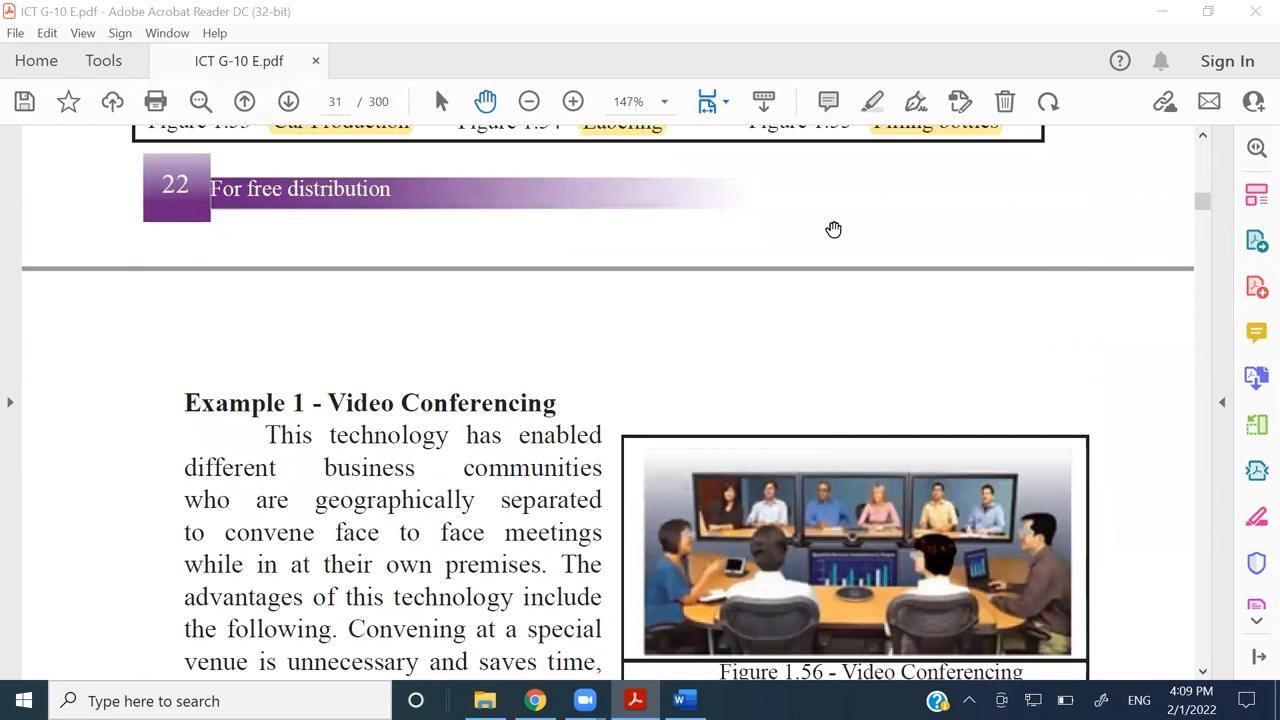 ICT G-10 E.pdf - Adobe Acrobat Reader DC (32-bit)
File Edit View Sign Window Help
Home Tools ICT G-10 E.pdf × Sign In
31 / 300 147%
Figure 1.53 Car Production Figure 1.54 Labeling Figure 1.55 Filling bottles
22 For free distribution
Example 1 - Video Conferencing
This technology has enabled
different business communities
who are geographically separated
to convene face to face meetings
while in at their own premises. The
advantages of this technology include
the following. Convening at a special
venue is unnecessary and saves time,
Figure 1.56 - Video Conferencing
Type here to search
ENG
4:09 PM
2/1/2022